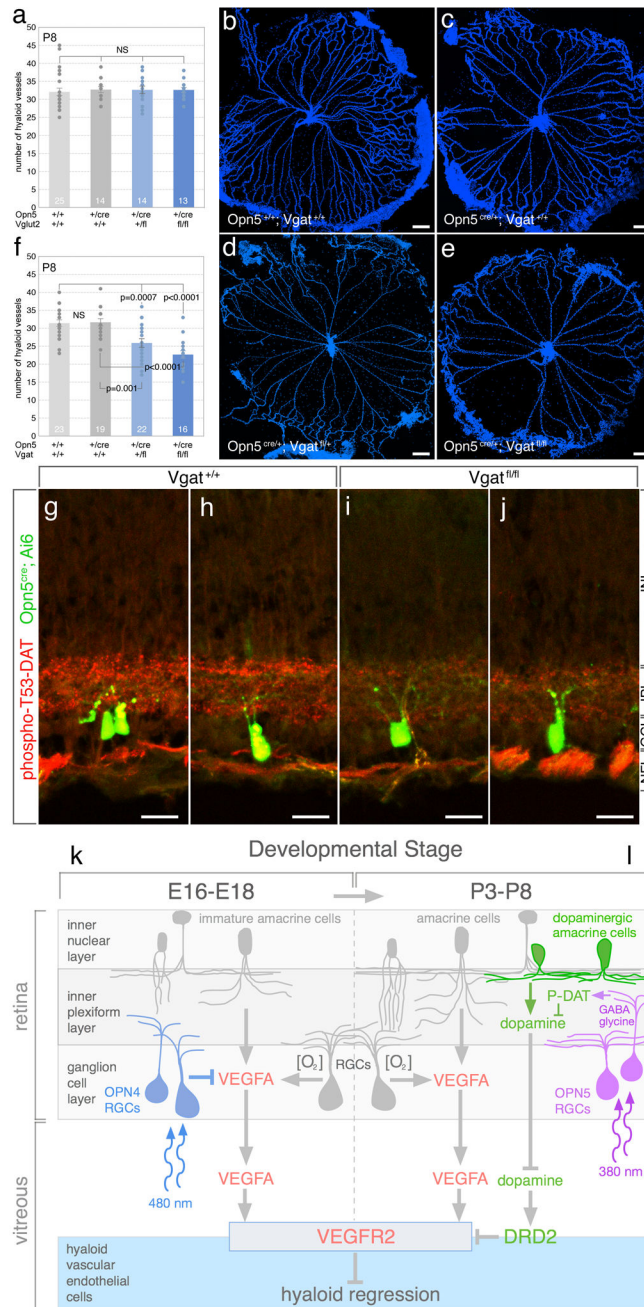 a
P8
NS
number of hyaloid vessels
50
45
40
35
30
25
20
15
10
5
0
25 14 14 13
Opn5 +/+ +/cre +/cre +/cre
Vglut2 +/+ +/+ +/fl fl/fl
b
Opn5+/+; Vgat+/+
c
Opn5cre/+; Vgat+/+
f
P8
p=0.0007 p<0.0001
NS
p<0.0001
p=0.001
number of hyaloid vessels
50
45
40
35
30
25
20
15
10
5
0
23 19 22 16
Opn5 +/+ +/cre +/cre +/cre
Vgat +/+ +/+ +/fl fl/fl
d
Opn5cre/+; Vgatfl/+
e
Opn5cre/+; Vgatfl/fl
Vgat+/+
Vgatfl/fl
phospho-T53-DAT Opn5cre; Ai6
g
h
i
j
k
Developmental Stage
l
E16-E18
P3-P8
retina
inner
nuclear
layer
immature amacrine cells
amacrine cells
dopaminergic
amacrine cells
inner
plexiform
layer
P-DAT
GABA
glycine
dopamine
ganglion
cell
layer
OPN4
RGCs
VEGFA
[O2]
RGCs
[O2]
VEGFA
OPN5
RGCs
480 nm
380 nm
vitreous
VEGFA
VEGFA
dopamine
VEGFR2
DRD2
hyaloid
vascular
endothelial
cells
hyaloid regression